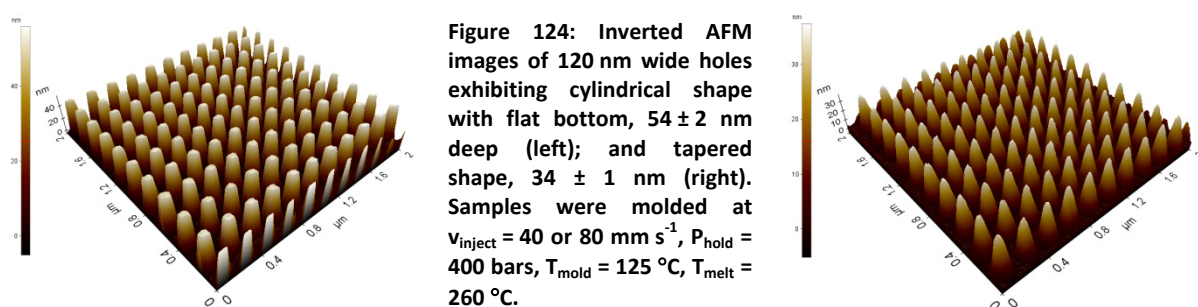 nm
40
20
0
nm
40
20
0
2
1.6
1.2
μm
0.8
0.4
0
0
0.4
0.8
μm
1.2
1.6
2
Figure 124: Inverted AFM
images of 120 nm wide holes
exhibiting cylindrical shape
with flat bottom, 54 ± 2 nm
deep (left); and tapered
shape, 34 ± 1 nm (right).
Samples were molded at
vinject = 40 or 80 mm s-1, Phold =
400 bars, Tmold = 125 °C, Tmelt =
260 °C.
nm
30
20
10
0
nm
30
20
10
0
2
1.6
1.2
μm
0.8
0.4
0
0
0.4
0.8
μm
1.2
1.6